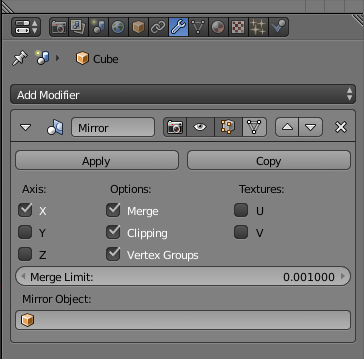 Cube
Add Modifier
Mirror
Apply Copy
Axis: Options: Textures:
X Merge U
Y Clipping V
Z Vertex Groups
Merge Limit: 0.001000
Mirror Object: